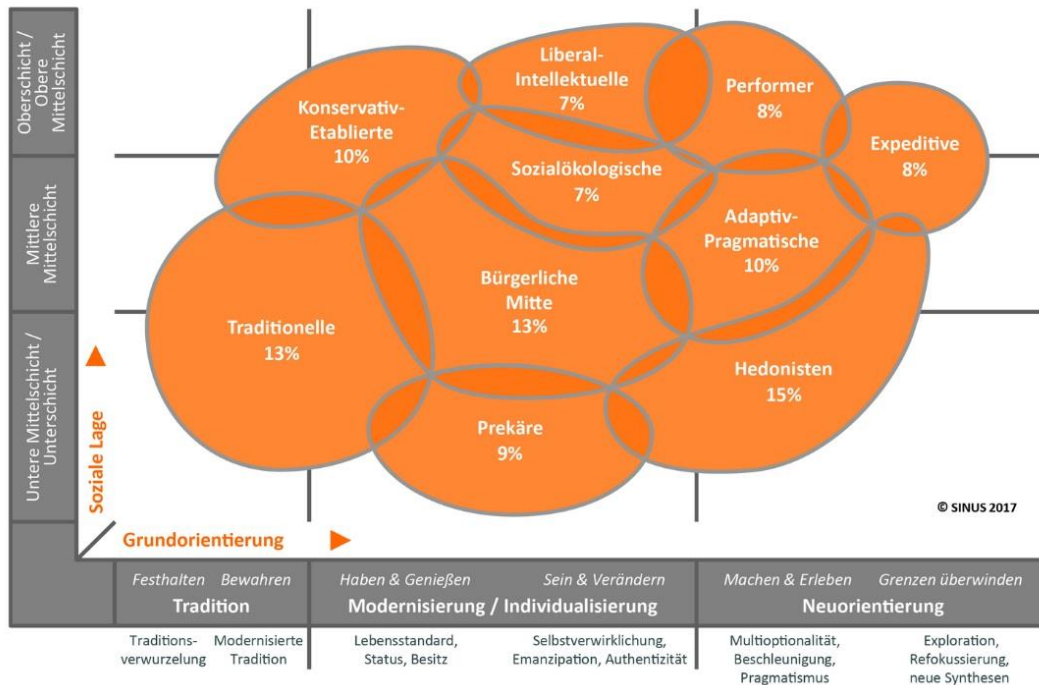 Oberschicht /
Obere
Mittelschicht
Mittlere
Mittelschicht
Untere Mittelschicht /
Unterschicht
Soziale Lage
Konservativ-
Etablierte
10%
Liberal-
Intellektuelle
7%
Performer
8%
Expeditive
8%
Sozialökologische
7%
Adaptiv-
Pragmatische
10%
Traditionelle
13%
Bürgerliche
Mitte
13%
Hedonisten
15%
Prekäre
9%
© SINUS 2017
Grundorientierung
Festhalten Bewahren
Tradition
Haben & Genießen Sein & Verändern
Modernisierung / Individualisierung
Machen & Erleben Grenzen überwinden
Neuorientierung
Traditions-
verwurzelung
Modernisierte
Tradition
Lebensstandard,
Status, Besitz
Selbstverwirklichung,
Emanzipation, Authentizität
Multioptionalität,
Beschleunigung,
Pragmatismus
Exploration,
Refokussierung,
neue Synthesen